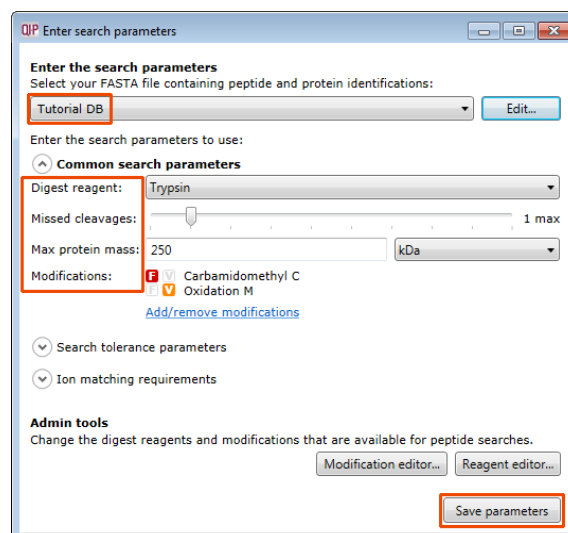 QIP Enter search parameters
Enter the search parameters
Select your FASTA file containing peptide and protein identifications:
Tutorial DB Edit...
Enter the search parameters to use:
Common search parameters
Digest reagent: Trypsin
Missed cleavages: 1 max
Max protein mass: 250 kDa
Modifications: F V Carbamidomethyl C
F V Oxidation M
Add/remove modifications
Search tolerance parameters
Ion matching requirements
Admin tools
Change the digest reagents and modifications that are available for peptide searches.
Modification editor... Reagent editor...
Save parameters